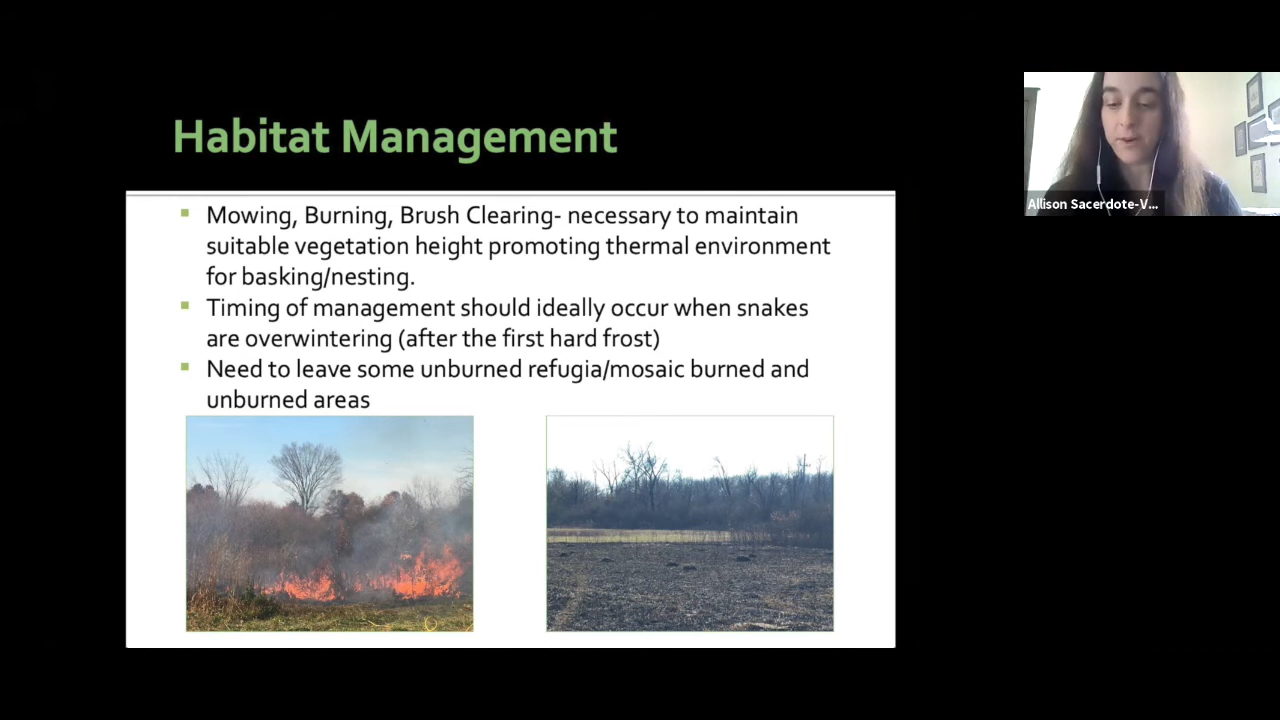 Habitat Management
Mowing, Burning, Brush Clearing- necessary to maintain
suitable vegetation height promoting thermal environment
for basking/nesting.
Timing of management should ideally occur when snakes
are overwintering (after the first hard frost)
Need to leave some unburned refugia/mosaic burned and
unburned areas
Allison Sacerdote-V...